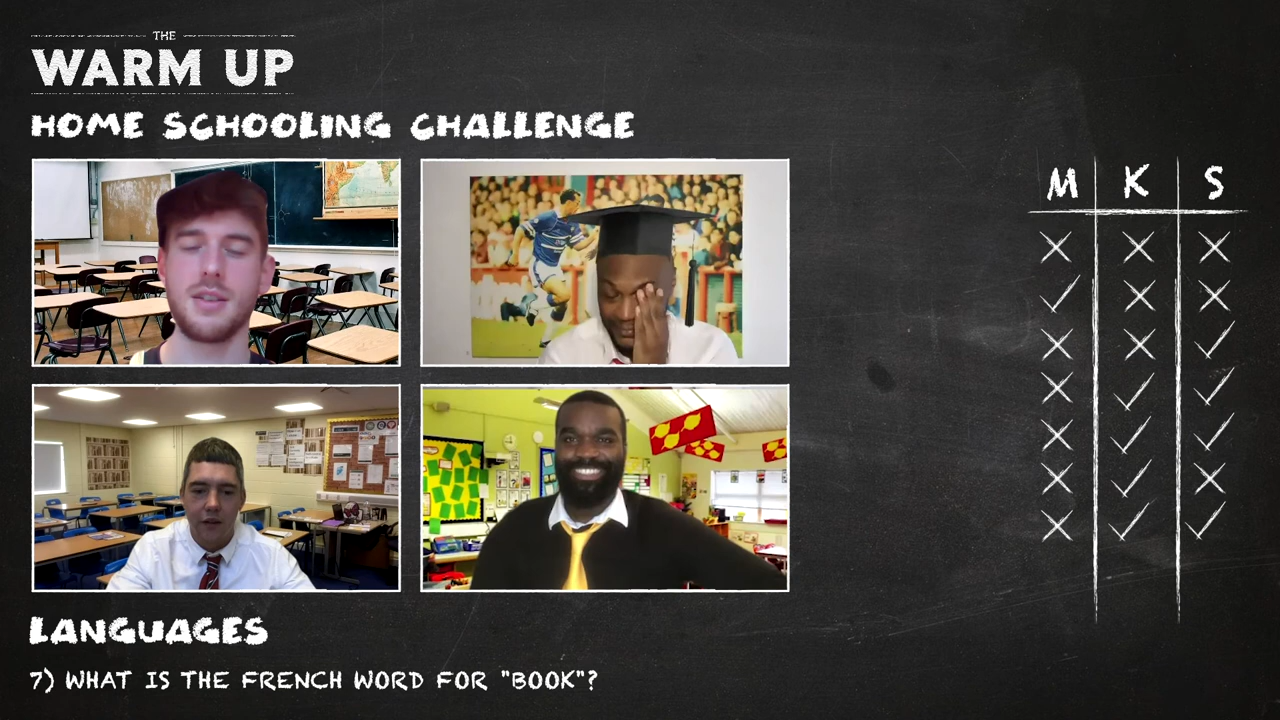 THE
WARM UP
HOME SCHOOLING CHALLENGE
M K S
LANGUAGES
7) WHAT IS THE FRENCH WORD FOR "BOOK"?